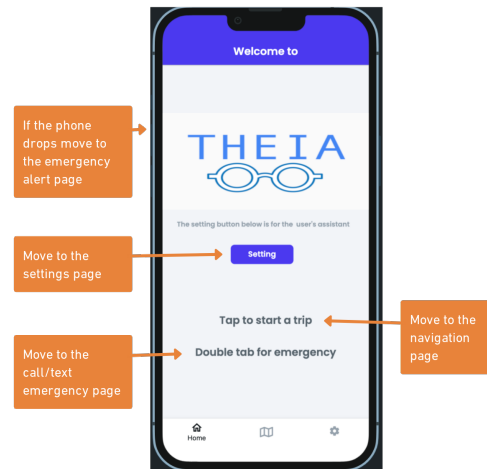 Welcome to
If the phone
drops move to
the emergency
alert page
THEIA
The setting button below is for the user's assistant
Move to the
settings page
Setting
Tap to start a trip
Move to the
navigation
page
Double tab for emergency
Move to the
call/text
emergency page
Home